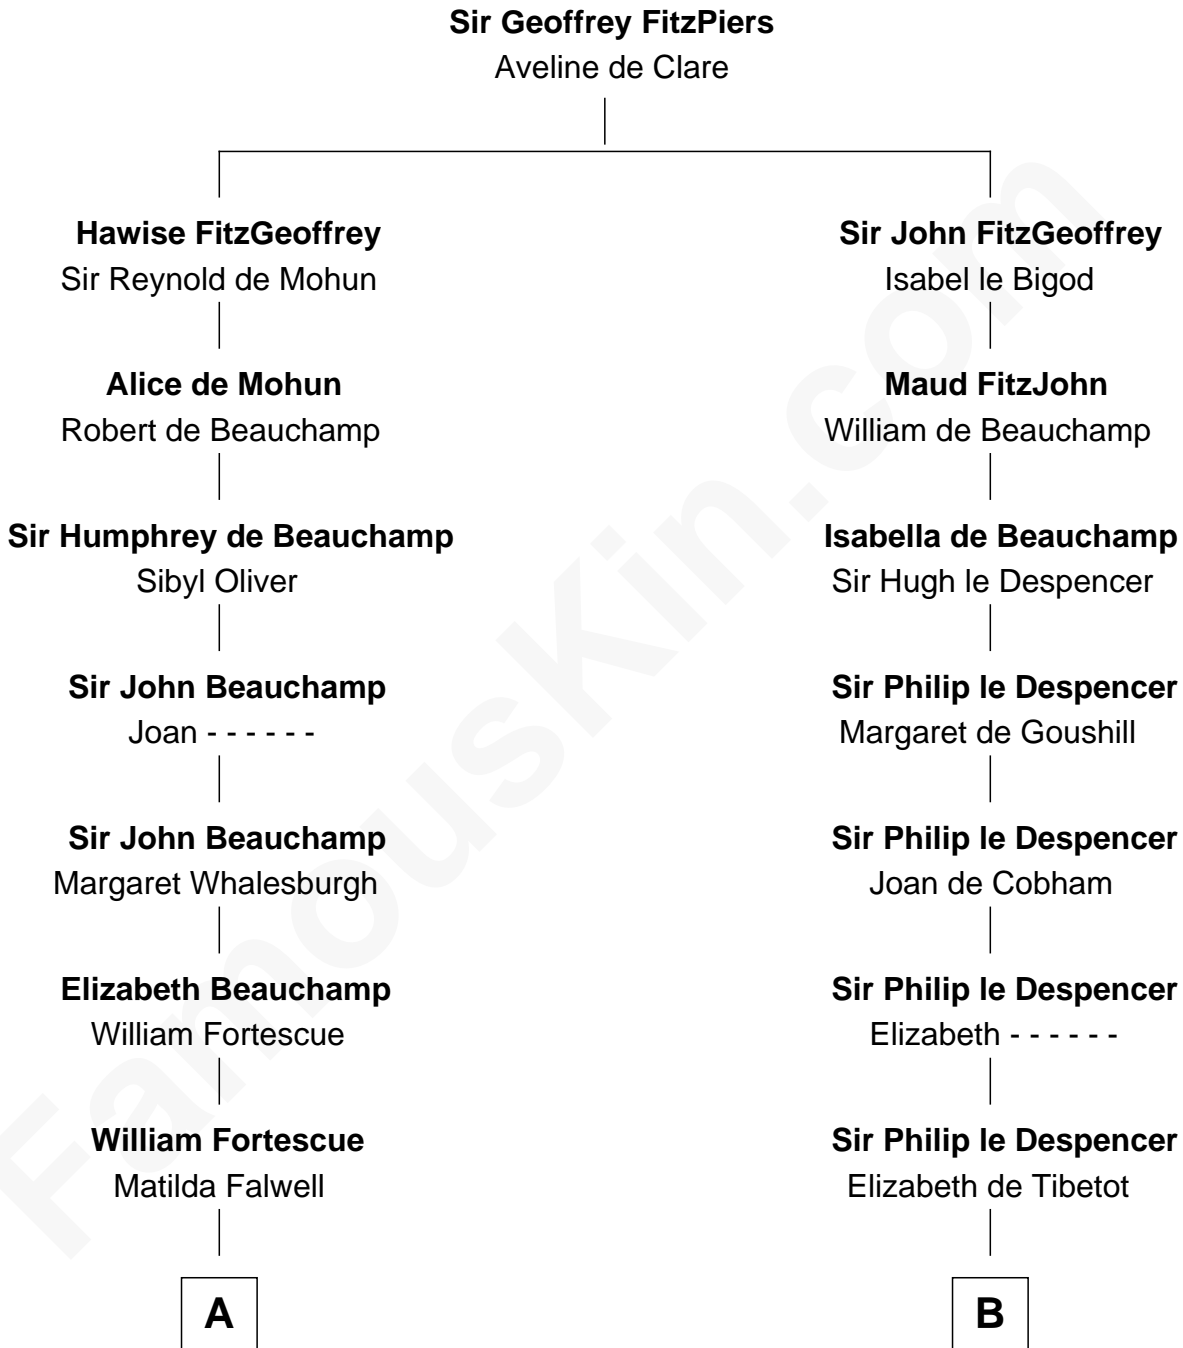 Sir Geoffrey FitzPiers
Aveline de Clare
Hawise FitzGeoffrey
Sir Reynold de Mohun
Sir John FitzGeoffrey
Isabel le Bigod
Alice de Mohun
Robert de Beauchamp
Maud FitzJohn
William de Beauchamp
Sir Humphrey de Beauchamp
Sibyl Oliver
Isabella de Beauchamp
Sir Hugh le Despencer
Sir John Beauchamp
Joan - - - - - -
Sir Philip le Despencer
Margaret de Goushill
Sir John Beauchamp
Margaret Whalesburgh
Sir Philip le Despencer
Joan de Cobham
Elizabeth Beauchamp
William Fortescue
Sir Philip le Despencer
Elizabeth - - - - - -
William Fortescue
Matilda Falwell
Sir Philip le Despencer
Elizabeth de Tibetot
A
B
FamousKin.com